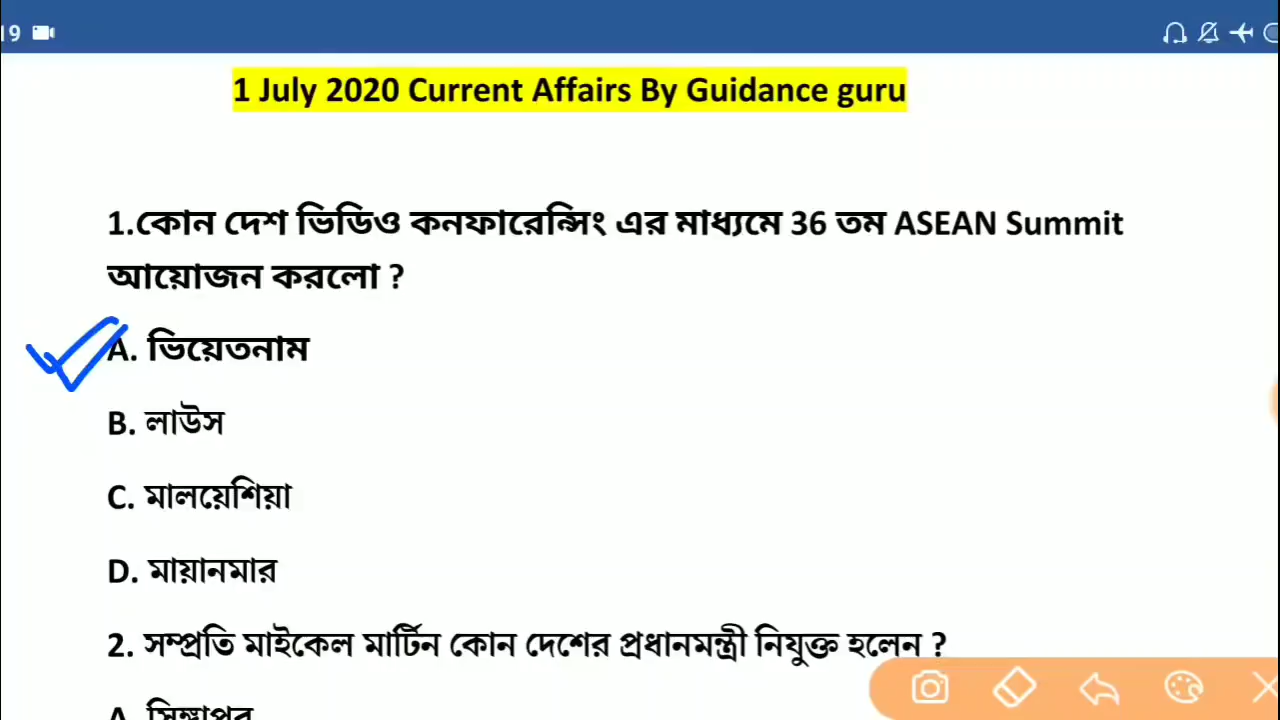 19
1 July 2020 Current Affairs By Guidance guru
1.কোন দেশ ভিডিও কনফারেন্সিং এর মাধ্যমে 36 তম ASEAN Summit
আয়োজন করলো ?
A. ভিয়েতনাম
B. লাউস
C. মালয়েশিয়া
D. মায়ানমার
2. সম্প্রতি মাইকেল মার্টিন কোন দেশের প্রধানমন্ত্রী নিযুক্ত হলেন ?
A. সিঙ্গাপুর